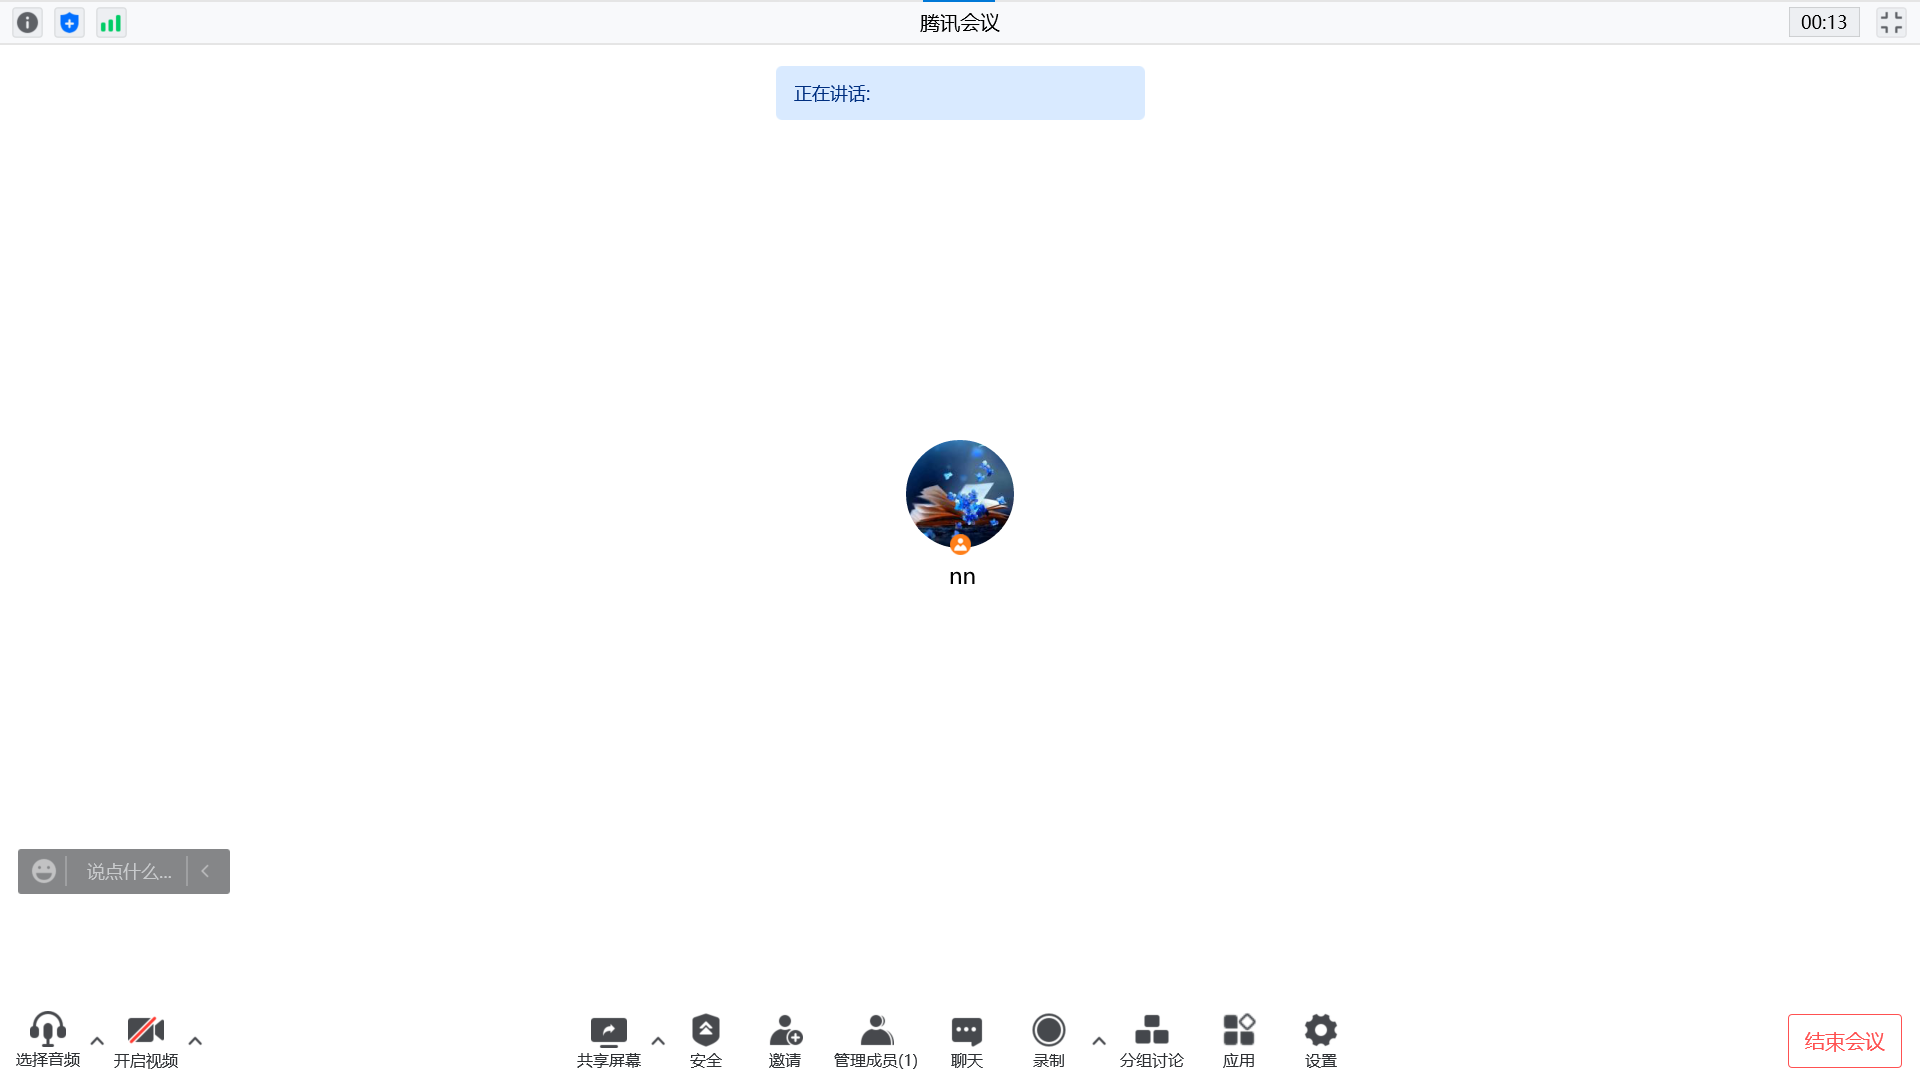 腾讯会议
00:13
正在讲话:
nn
说点什么...
选择音频
开启视频
共享屏幕
安全
邀请
管理成员(1)
聊天
录制
分组讨论
应用
设置
结束会议